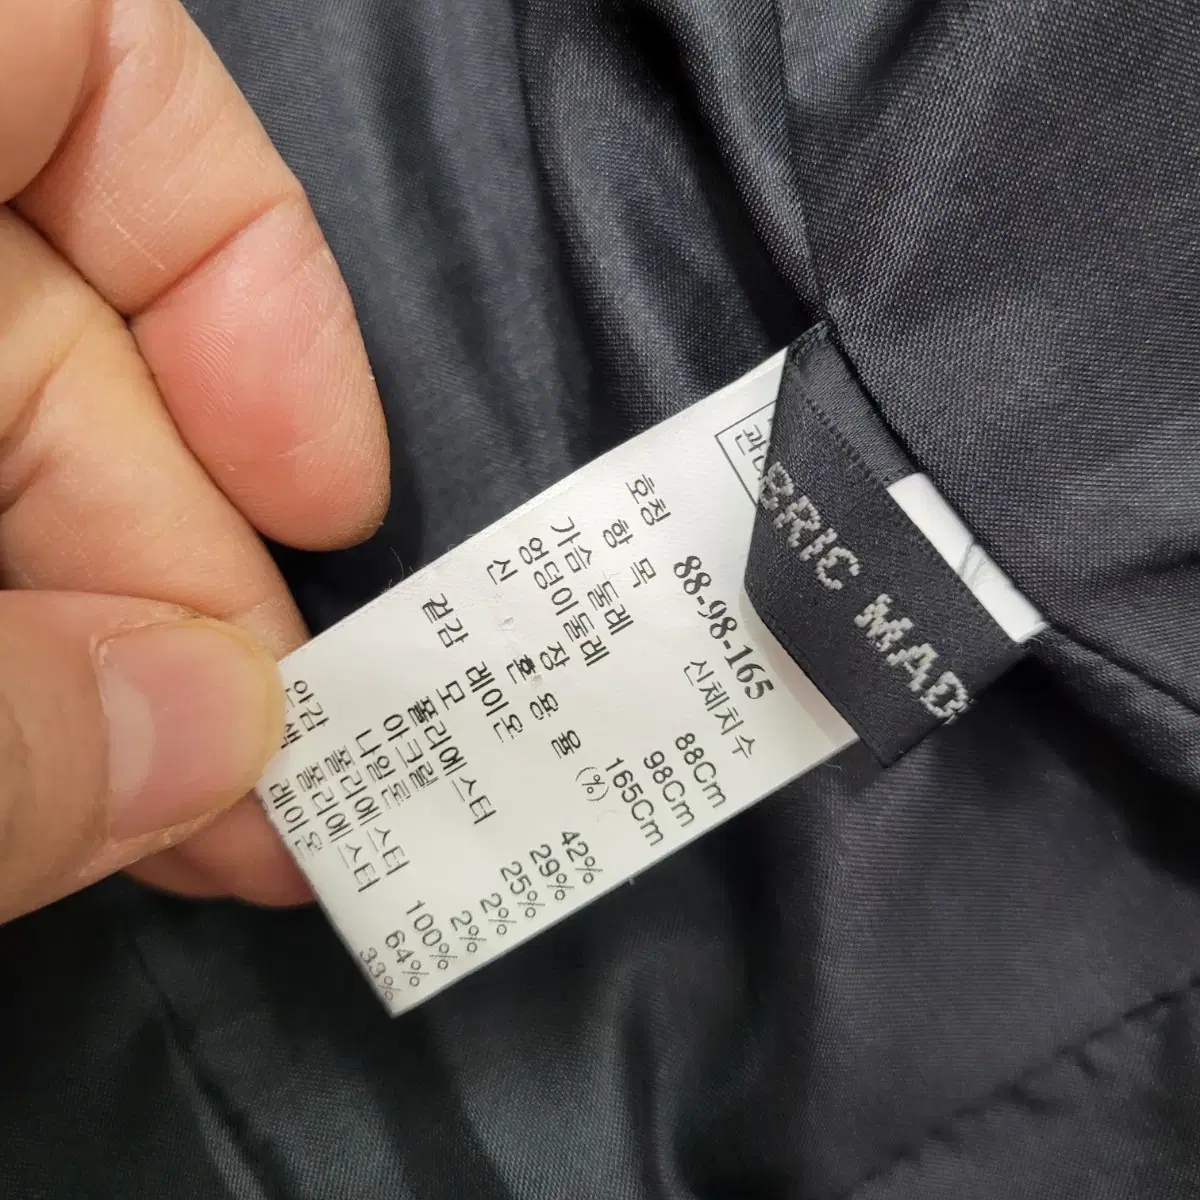 BRIC MAD
관
호칭 88-98-165
항 목 신체치수
가슴 둘레 88Cm
엉덩이둘레 98Cm
신 장 165Cm
혼 용 율 (%)
겉감 레이온 42%
모 29%
폴리에스터 25%
아크릴 2%
나일론 2%
안감 폴리에스터 100%
색 폴리에스터 64%
레이온 33%